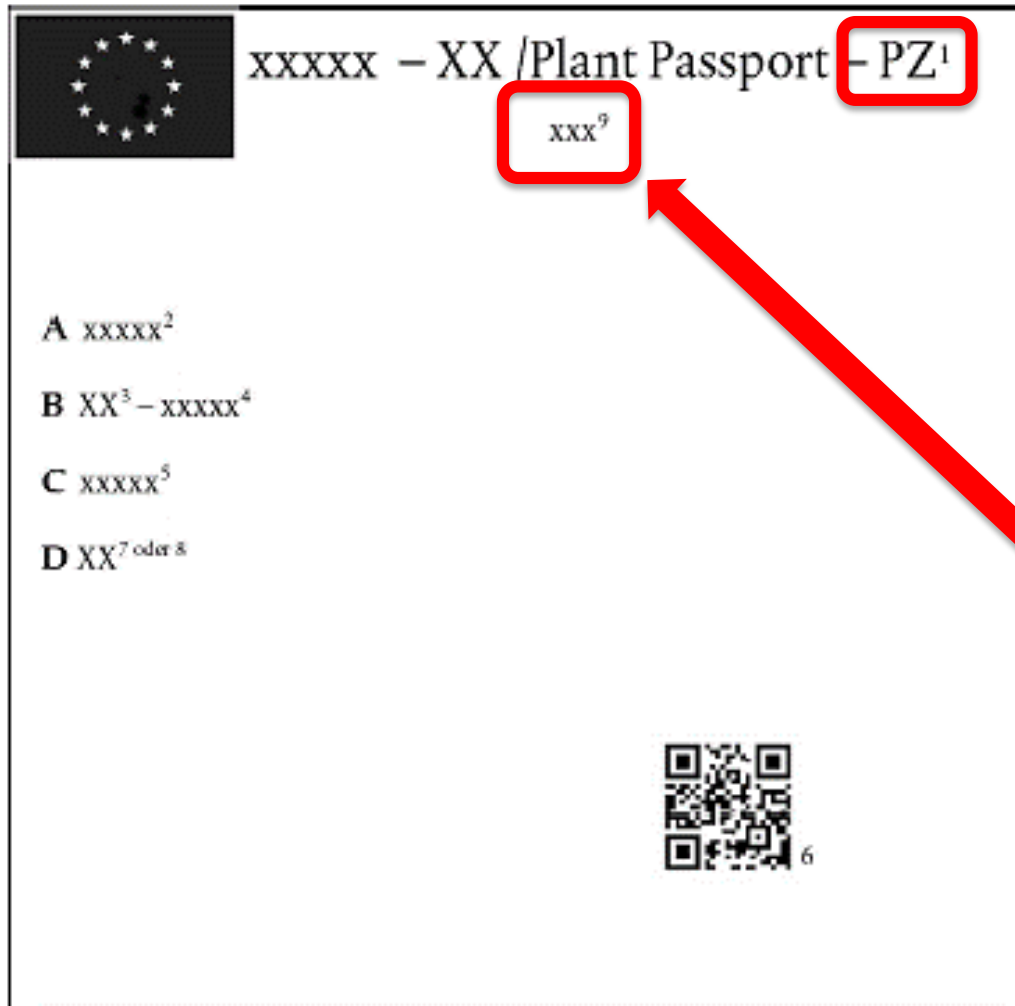 xxxxx – XX /Plant Passport – PZ¹
xxx⁹
A xxxxx²
B XX³ – xxxxx⁴
C xxxxx⁵
D XX⁷ ᵒᵈᵉʳ ⁸
6